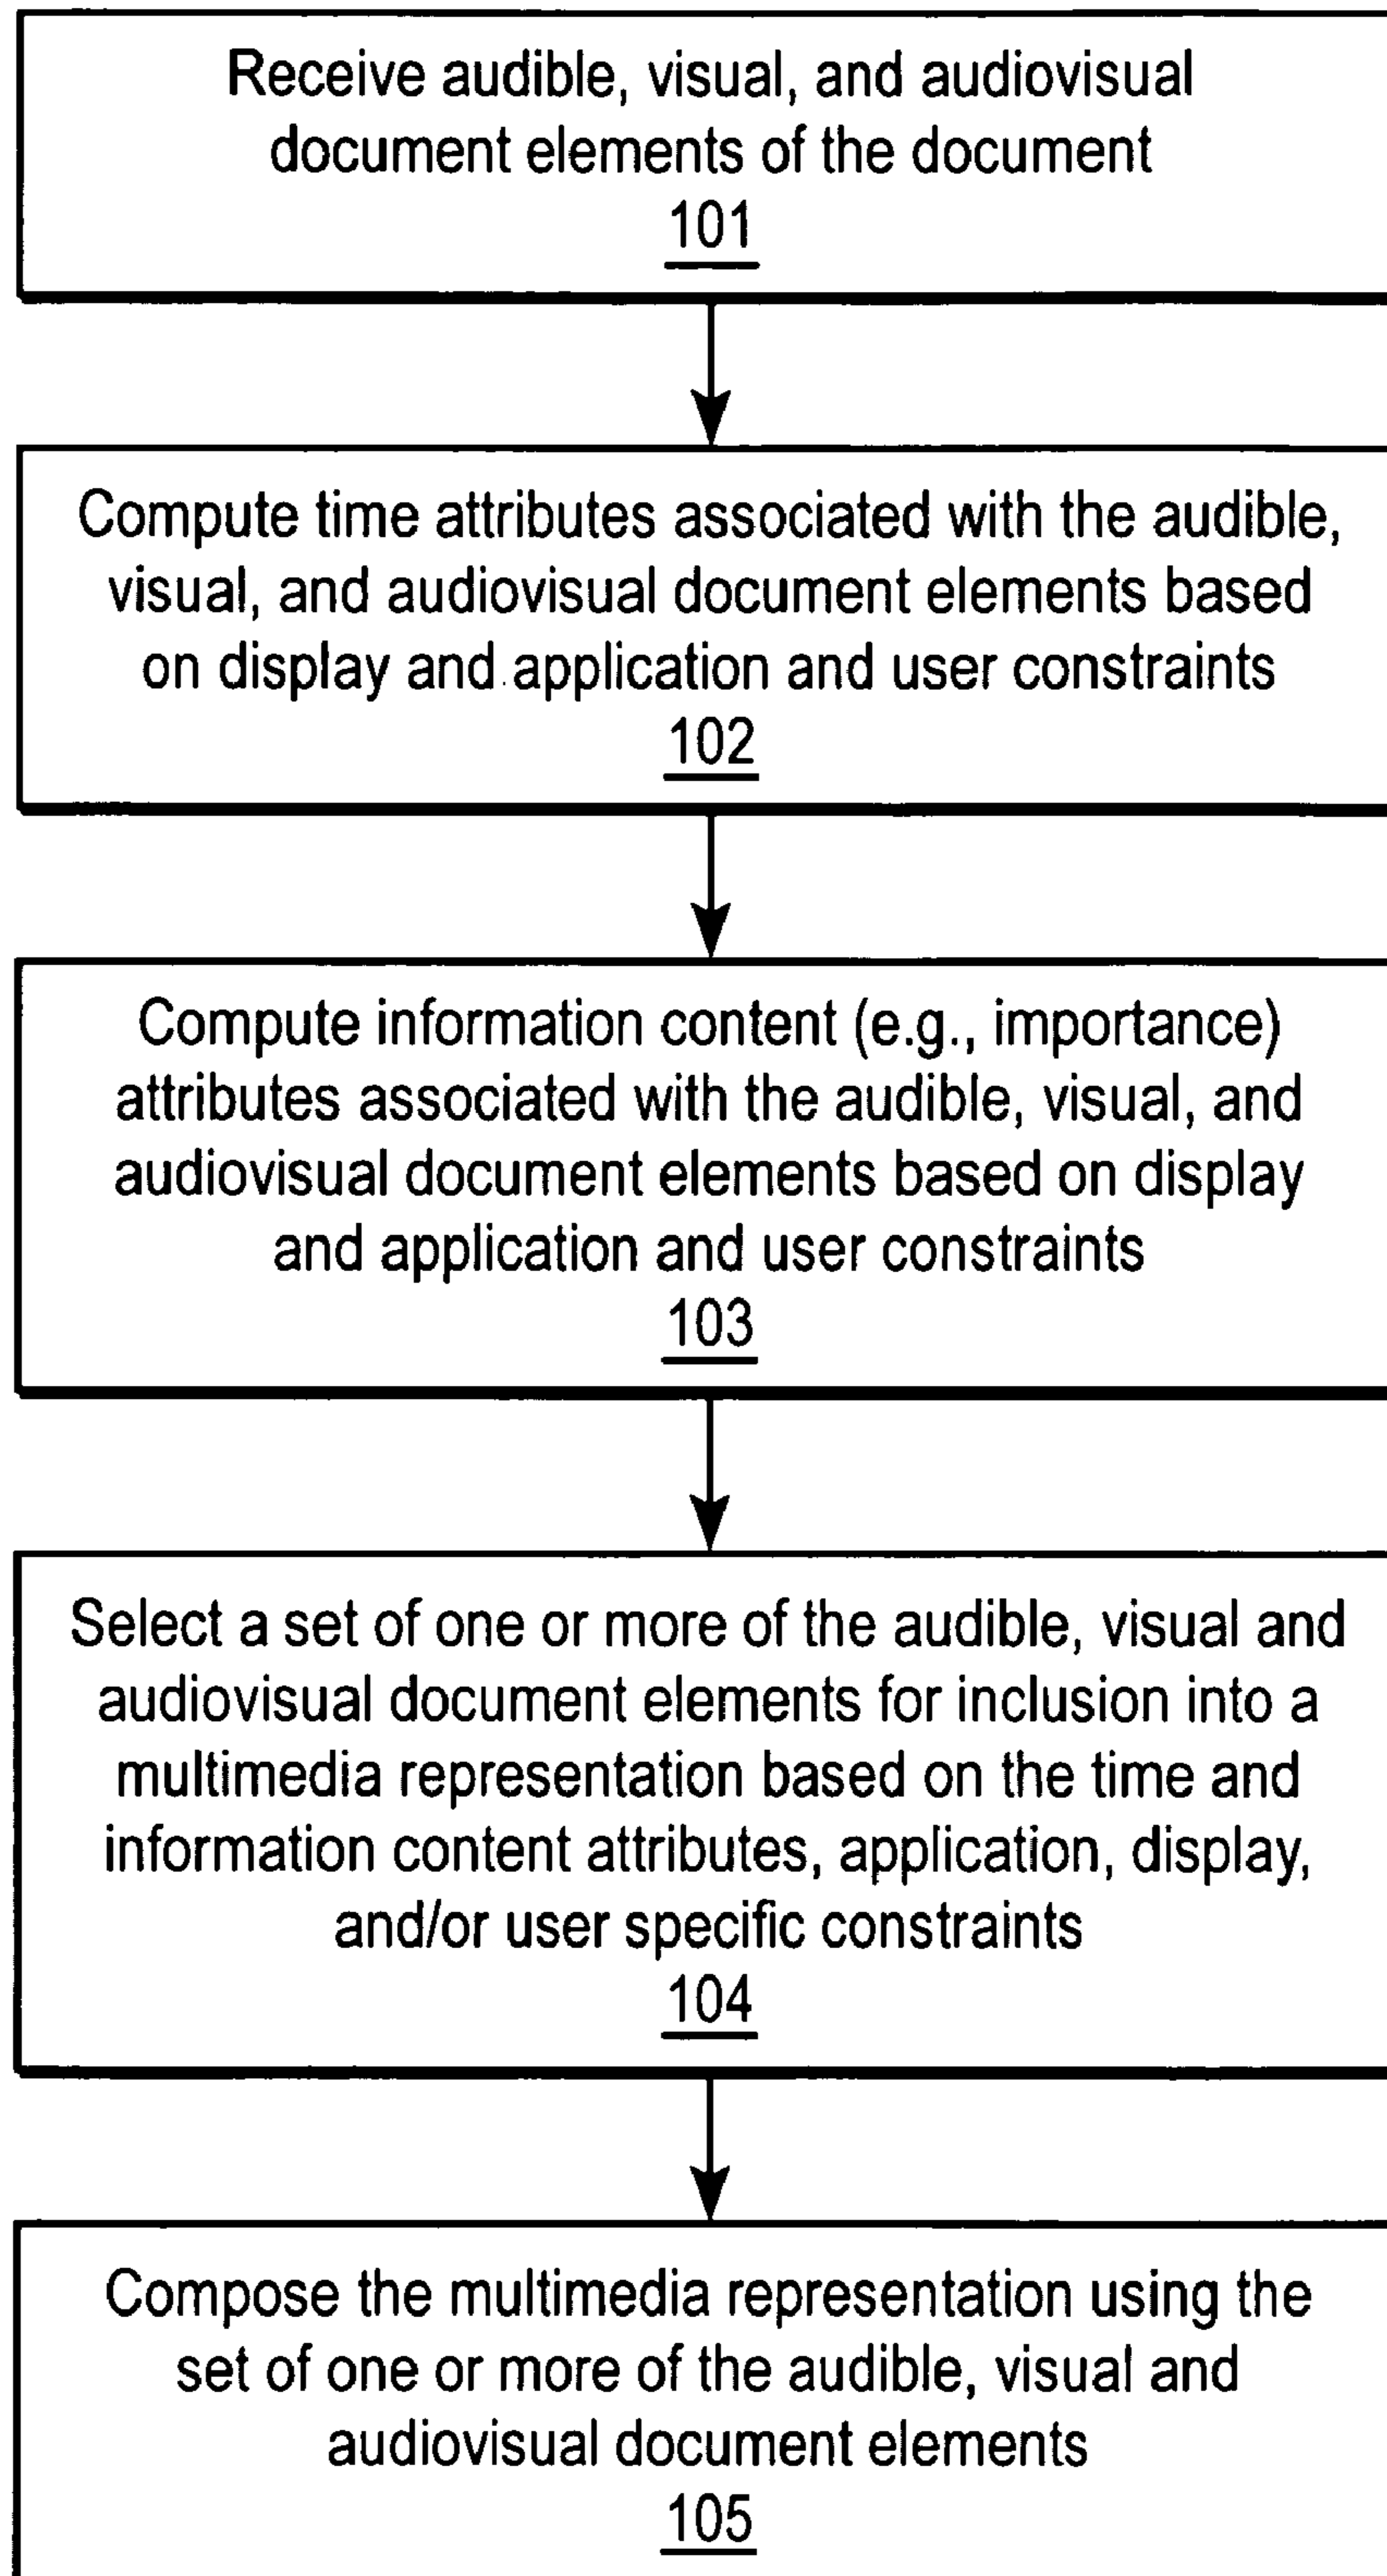 Receive audible, visual, and audiovisual
document elements of the document
101
Compute time attributes associated with the audible,
visual, and audiovisual document elements based
on display and application and user constraints
102
Compute information content (e.g., importance)
attributes associated with the audible, visual, and
audiovisual document elements based on display
and application and user constraints
103
Select a set of one or more of the audible, visual and
audiovisual document elements for inclusion into a
multimedia representation based on the time and
information content attributes, application, display,
and/or user specific constraints
104
Compose the multimedia representation using the
set of one or more of the audible, visual and
audiovisual document elements
105